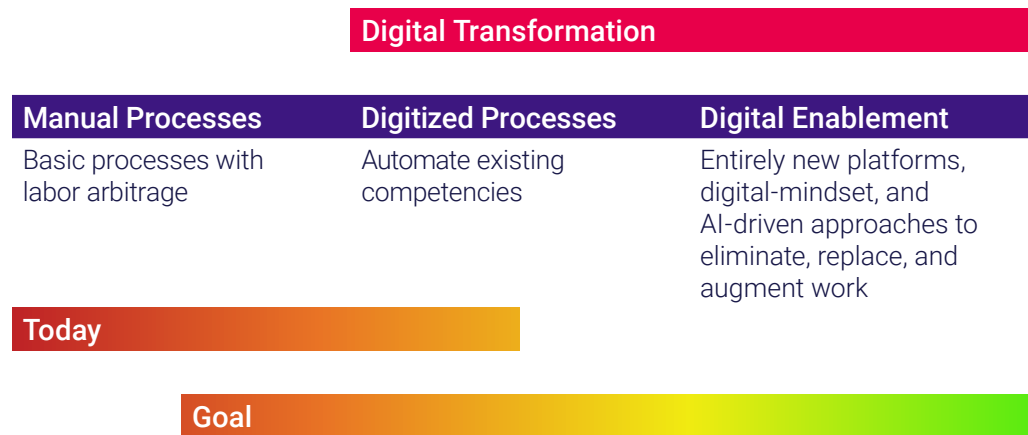 Digital Transformation
Manual Processes
Basic processes with
labor arbitrage
Digitized Processes
Automate existing
competencies
Digital Enablement
Entirely new platforms,
digital-mindset, and
AI-driven approaches to
eliminate, replace, and
augment work
Today
Goal